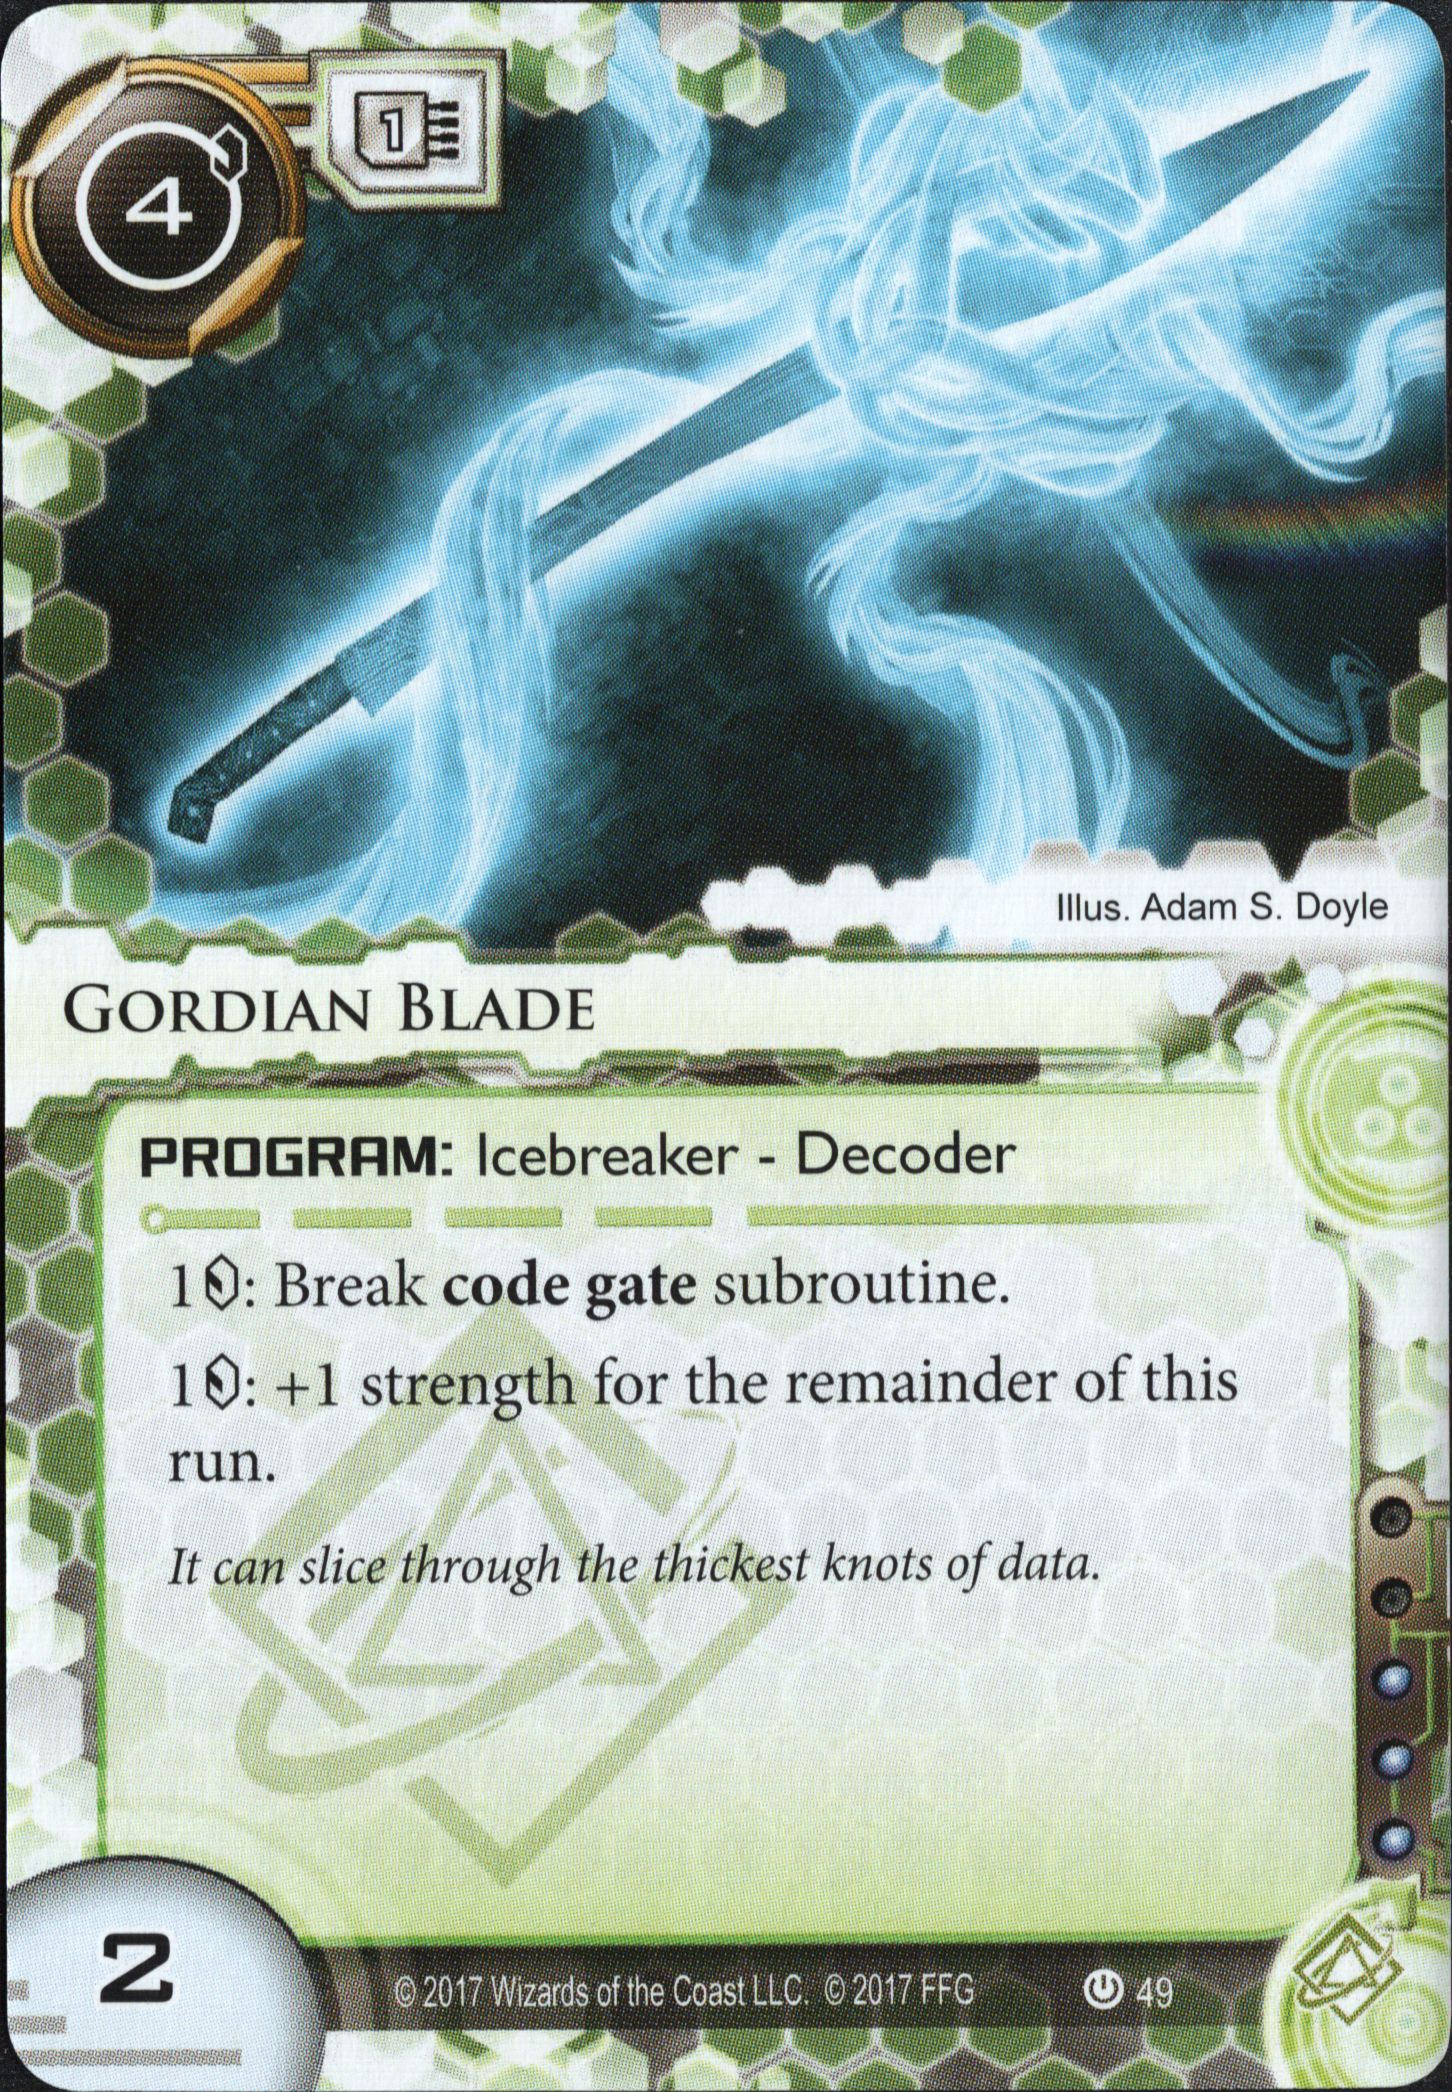 4
1
Illus. Adam S. Doyle
GORDIAN BLADE
PROGRAM: Icebreaker - Decoder
1: Break code gate subroutine.
1: +1 strength for the remainder of this
run.
It can slice through the thickest knots of data.
2
© 2017 Wizards of the Coast LLC. © 2017 FFG
49